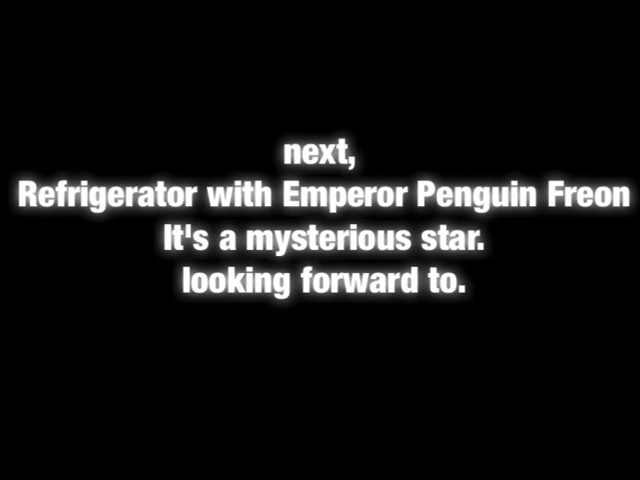 next,
Refrigerator with Emperor Penguin Freon
It's a mysterious star.
looking forward to.